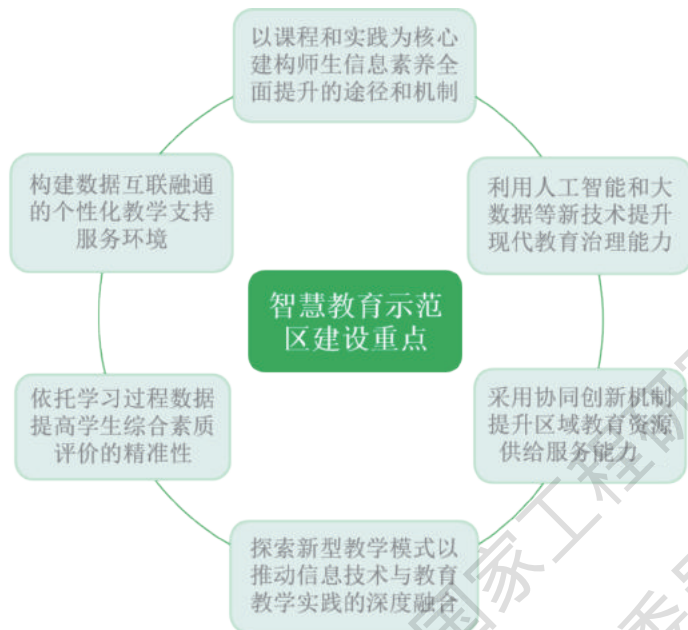 以课程和实践为核心
建构师生信息素养全
面提升的途径和机制
构建数据互联融通
的个性化教学支持
服务环境
利用人工智能和大
数据等新技术提升
现代教育治理能力
智慧教育示范
区建设重点
依托学习过程数据
提高学生综合素质
评价的精准性
采用协同创新机制
提升区域教育资源
供给服务能力
探索新型教学模式以
推动信息技术与教育
教学实践的深度融合
国家工程研